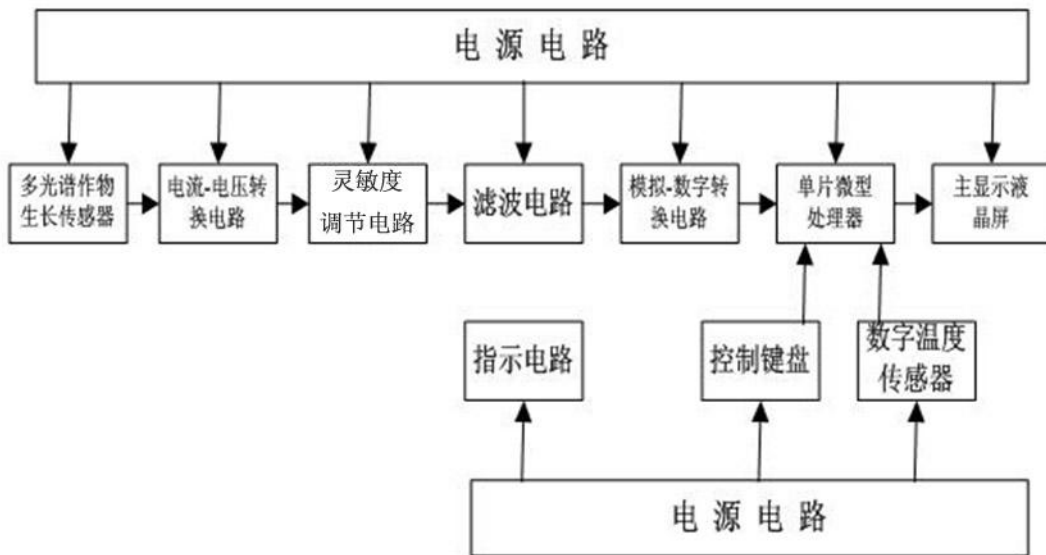 电源电路
多光谱作物
生长传感器
电流-电压转
换电路
灵敏度
调节电路
滤波电路
模拟-数字转
换电路
单片微型
处理器
主显示液
晶屏
指示电路
控制键盘
数字温度
传感器
电源电路